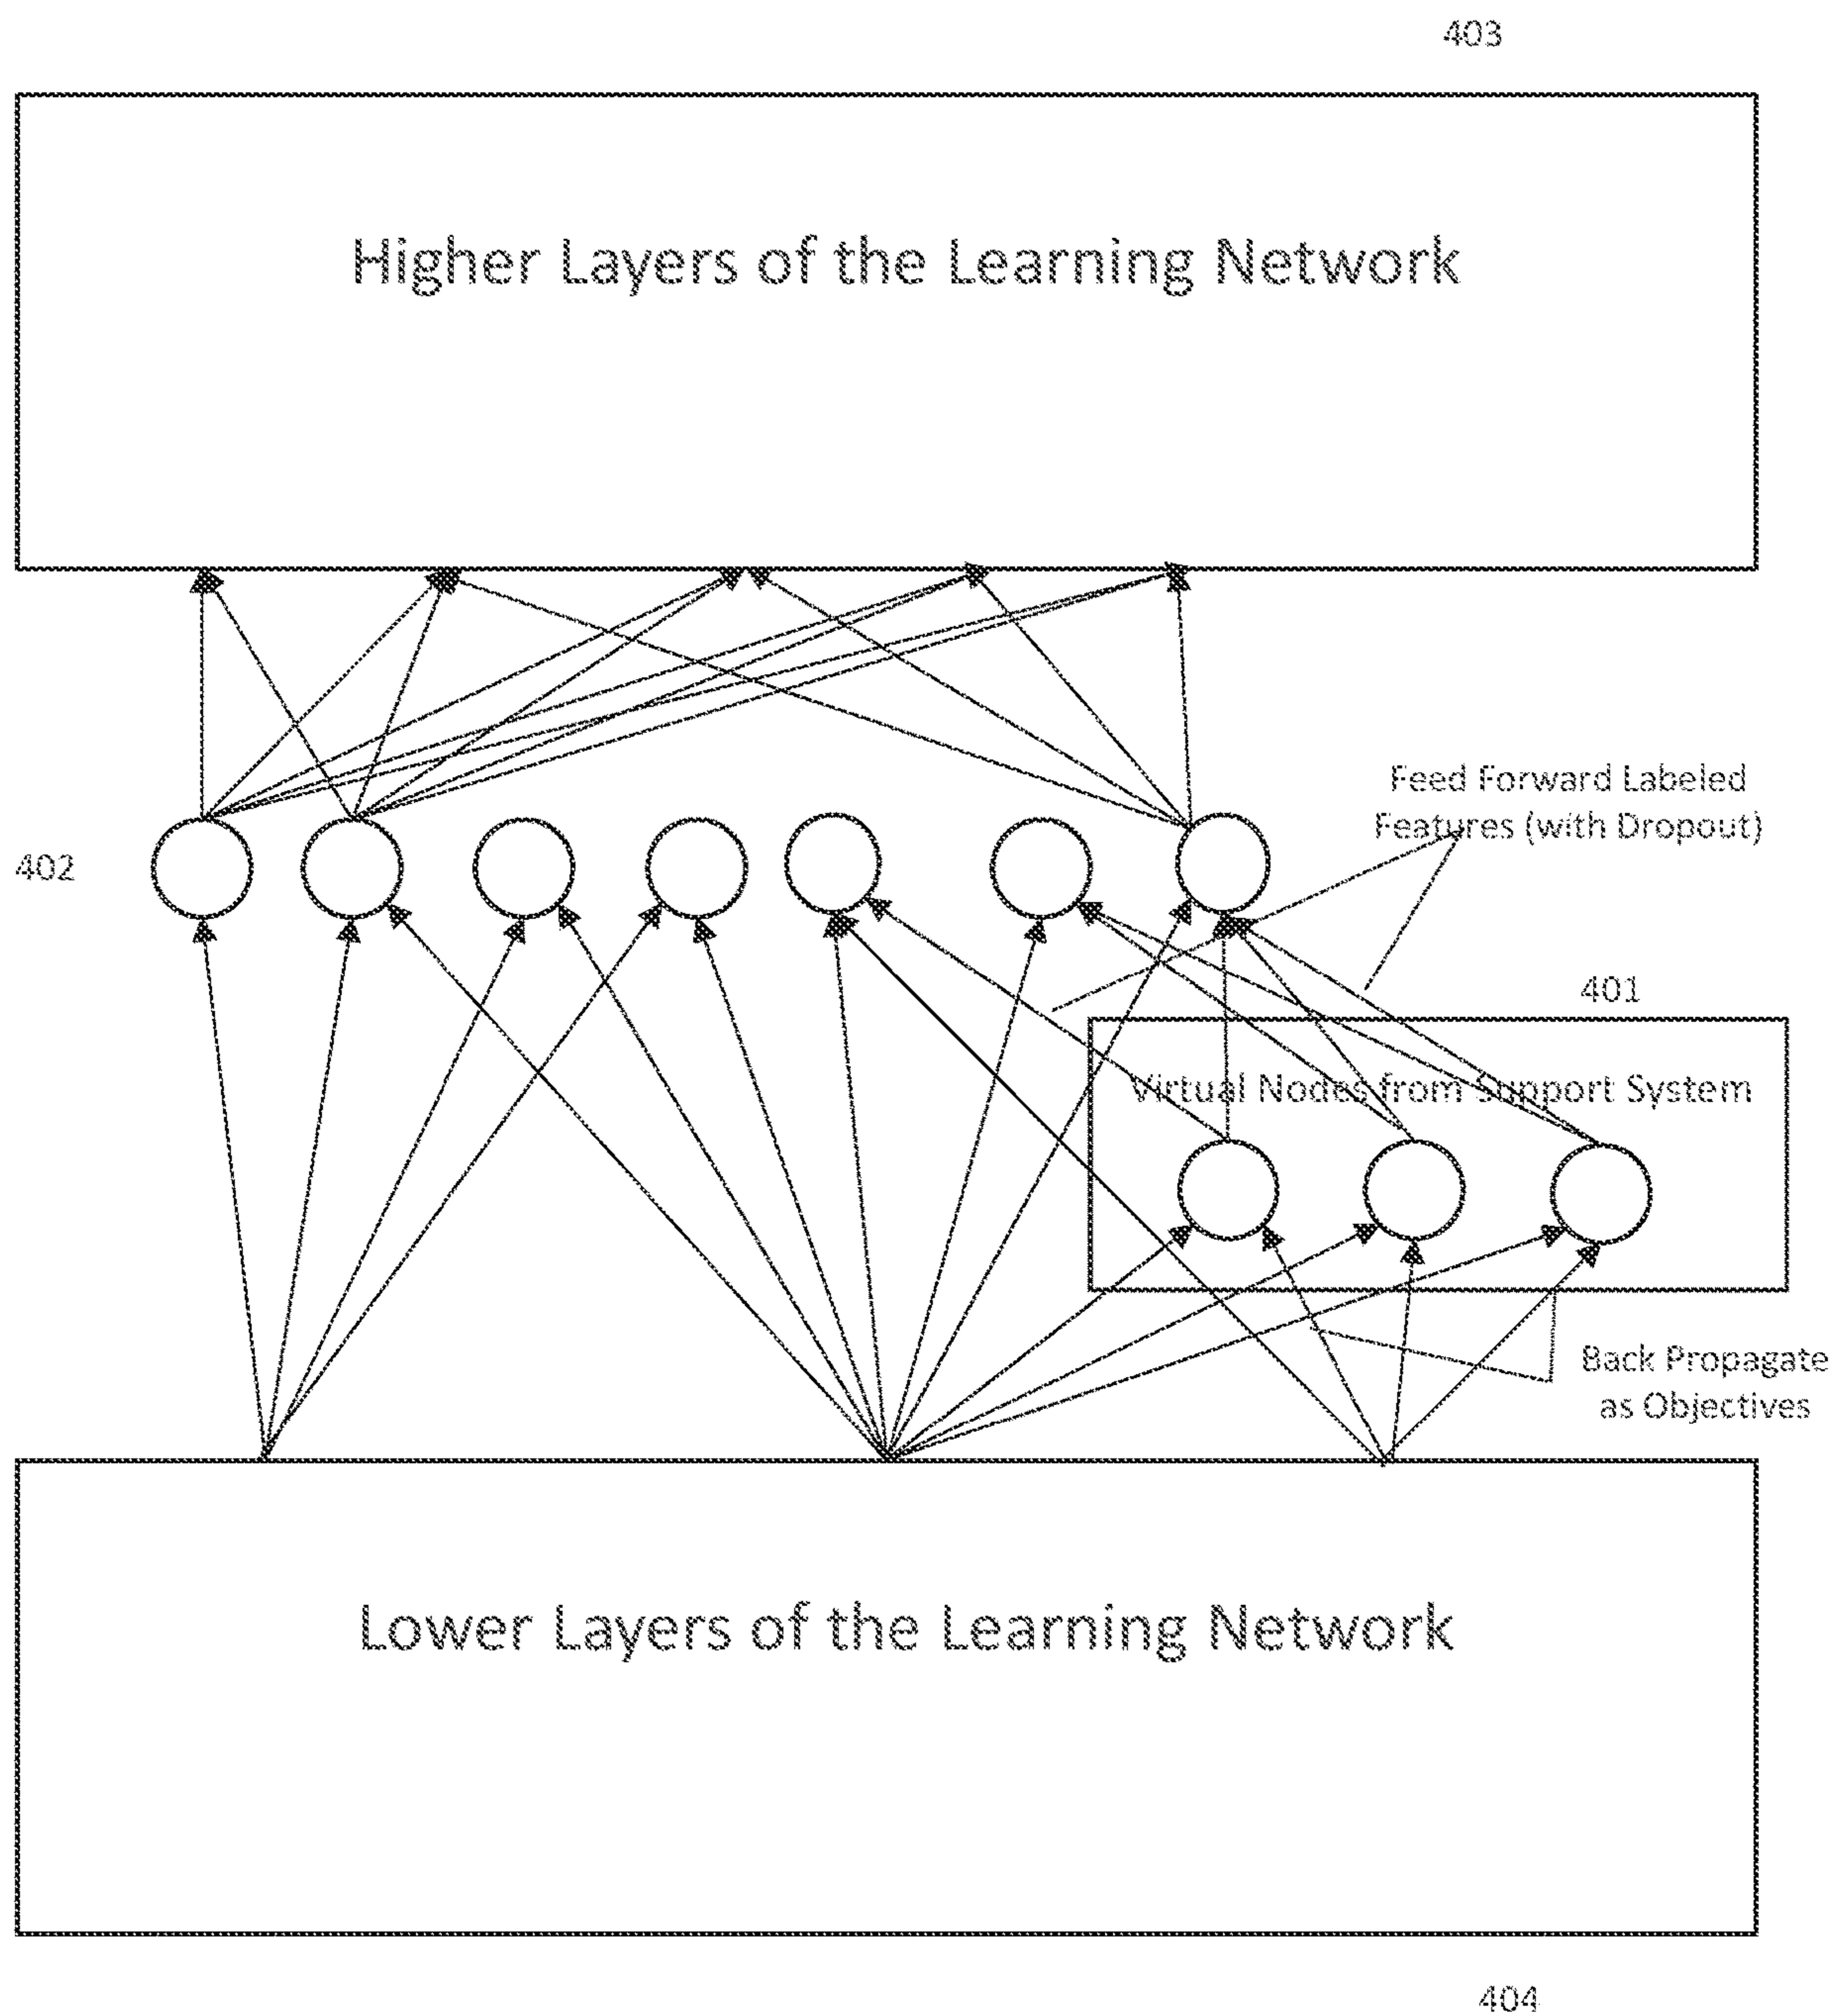 403
Higher Layers of the Learning Network
Feed Forward Labeled
Features (with Dropout)
402
401
Virtual Nodes from Support System
Back Propagate
as Objectives
Lower Layers of the Learning Network
404